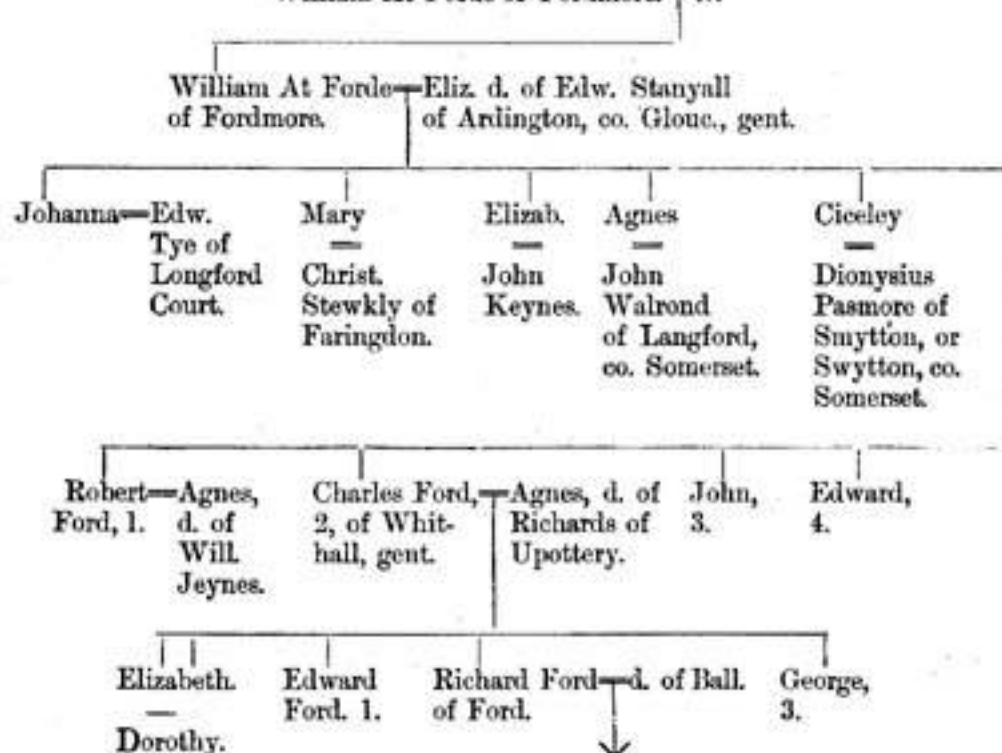 William At Forde
of Fordmore.
Eliz. d. of Edw. Stanyall
of Ardington, co. Glouc., gent.
Johanna
Edw.
Tye of
Longford
Court.
Mary
Christ.
Stewkly of
Faringdon.
Elizab.
John
Keynes.
Agnes
John
Walrond
of Langford,
co. Somerset.
Ciceley
Dionysius
Pasmore of
Smytton, or
Swytton, co.
Somerset.
Robert
Ford, 1.
Agnes,
d. of
Will.
Jeynes.
Charles Ford,
2, of Whit-
hall, gent.
Agnes, d. of
Richards of
Upottery.
John,
3.
Edward,
4.
Elizabeth.
Dorothy.
Edward
Ford. 1.
Richard Ford
of Ford.
d. of Ball.
George,
3.